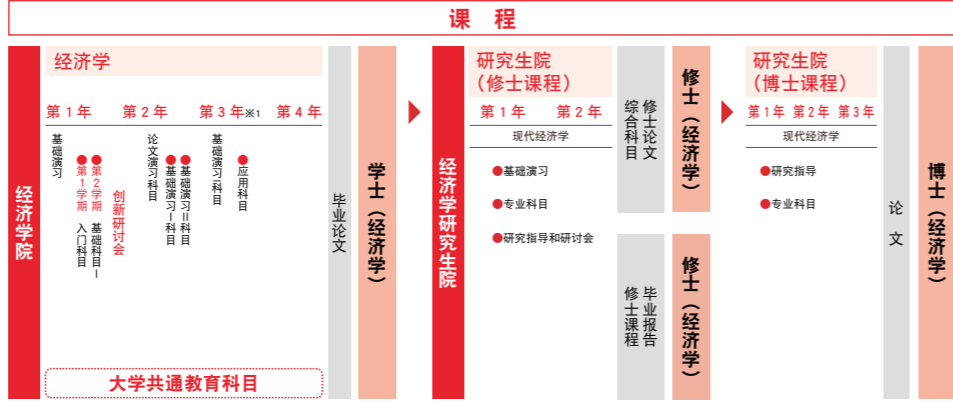 课 程
经济学院
经济学
第1年
第2年
第3年※1
第4年
基础演习
●第1学期 入门科目
●第2学期 基础科目Ⅰ
创新研讨会
论文演习科目
●基础演习Ⅰ科目
●基础演习Ⅱ科目
基础演习Ⅲ科目
●应用科目
大学共通教育科目
毕业论文
学士（经济学）
经济学研究生院
研究生院
（修士课程）
第1年
第2年
现代经济学
●基础演习
●专业科目
●研究指导和研讨会
修士论文
综合科目
修士（经济学）
毕业报告
修士课程
修士（经济学）
研究生院
（博士课程）
第1年 第2年 第3年
现代经济学
●研究指导
●专业科目
论 文
博士（经济学）